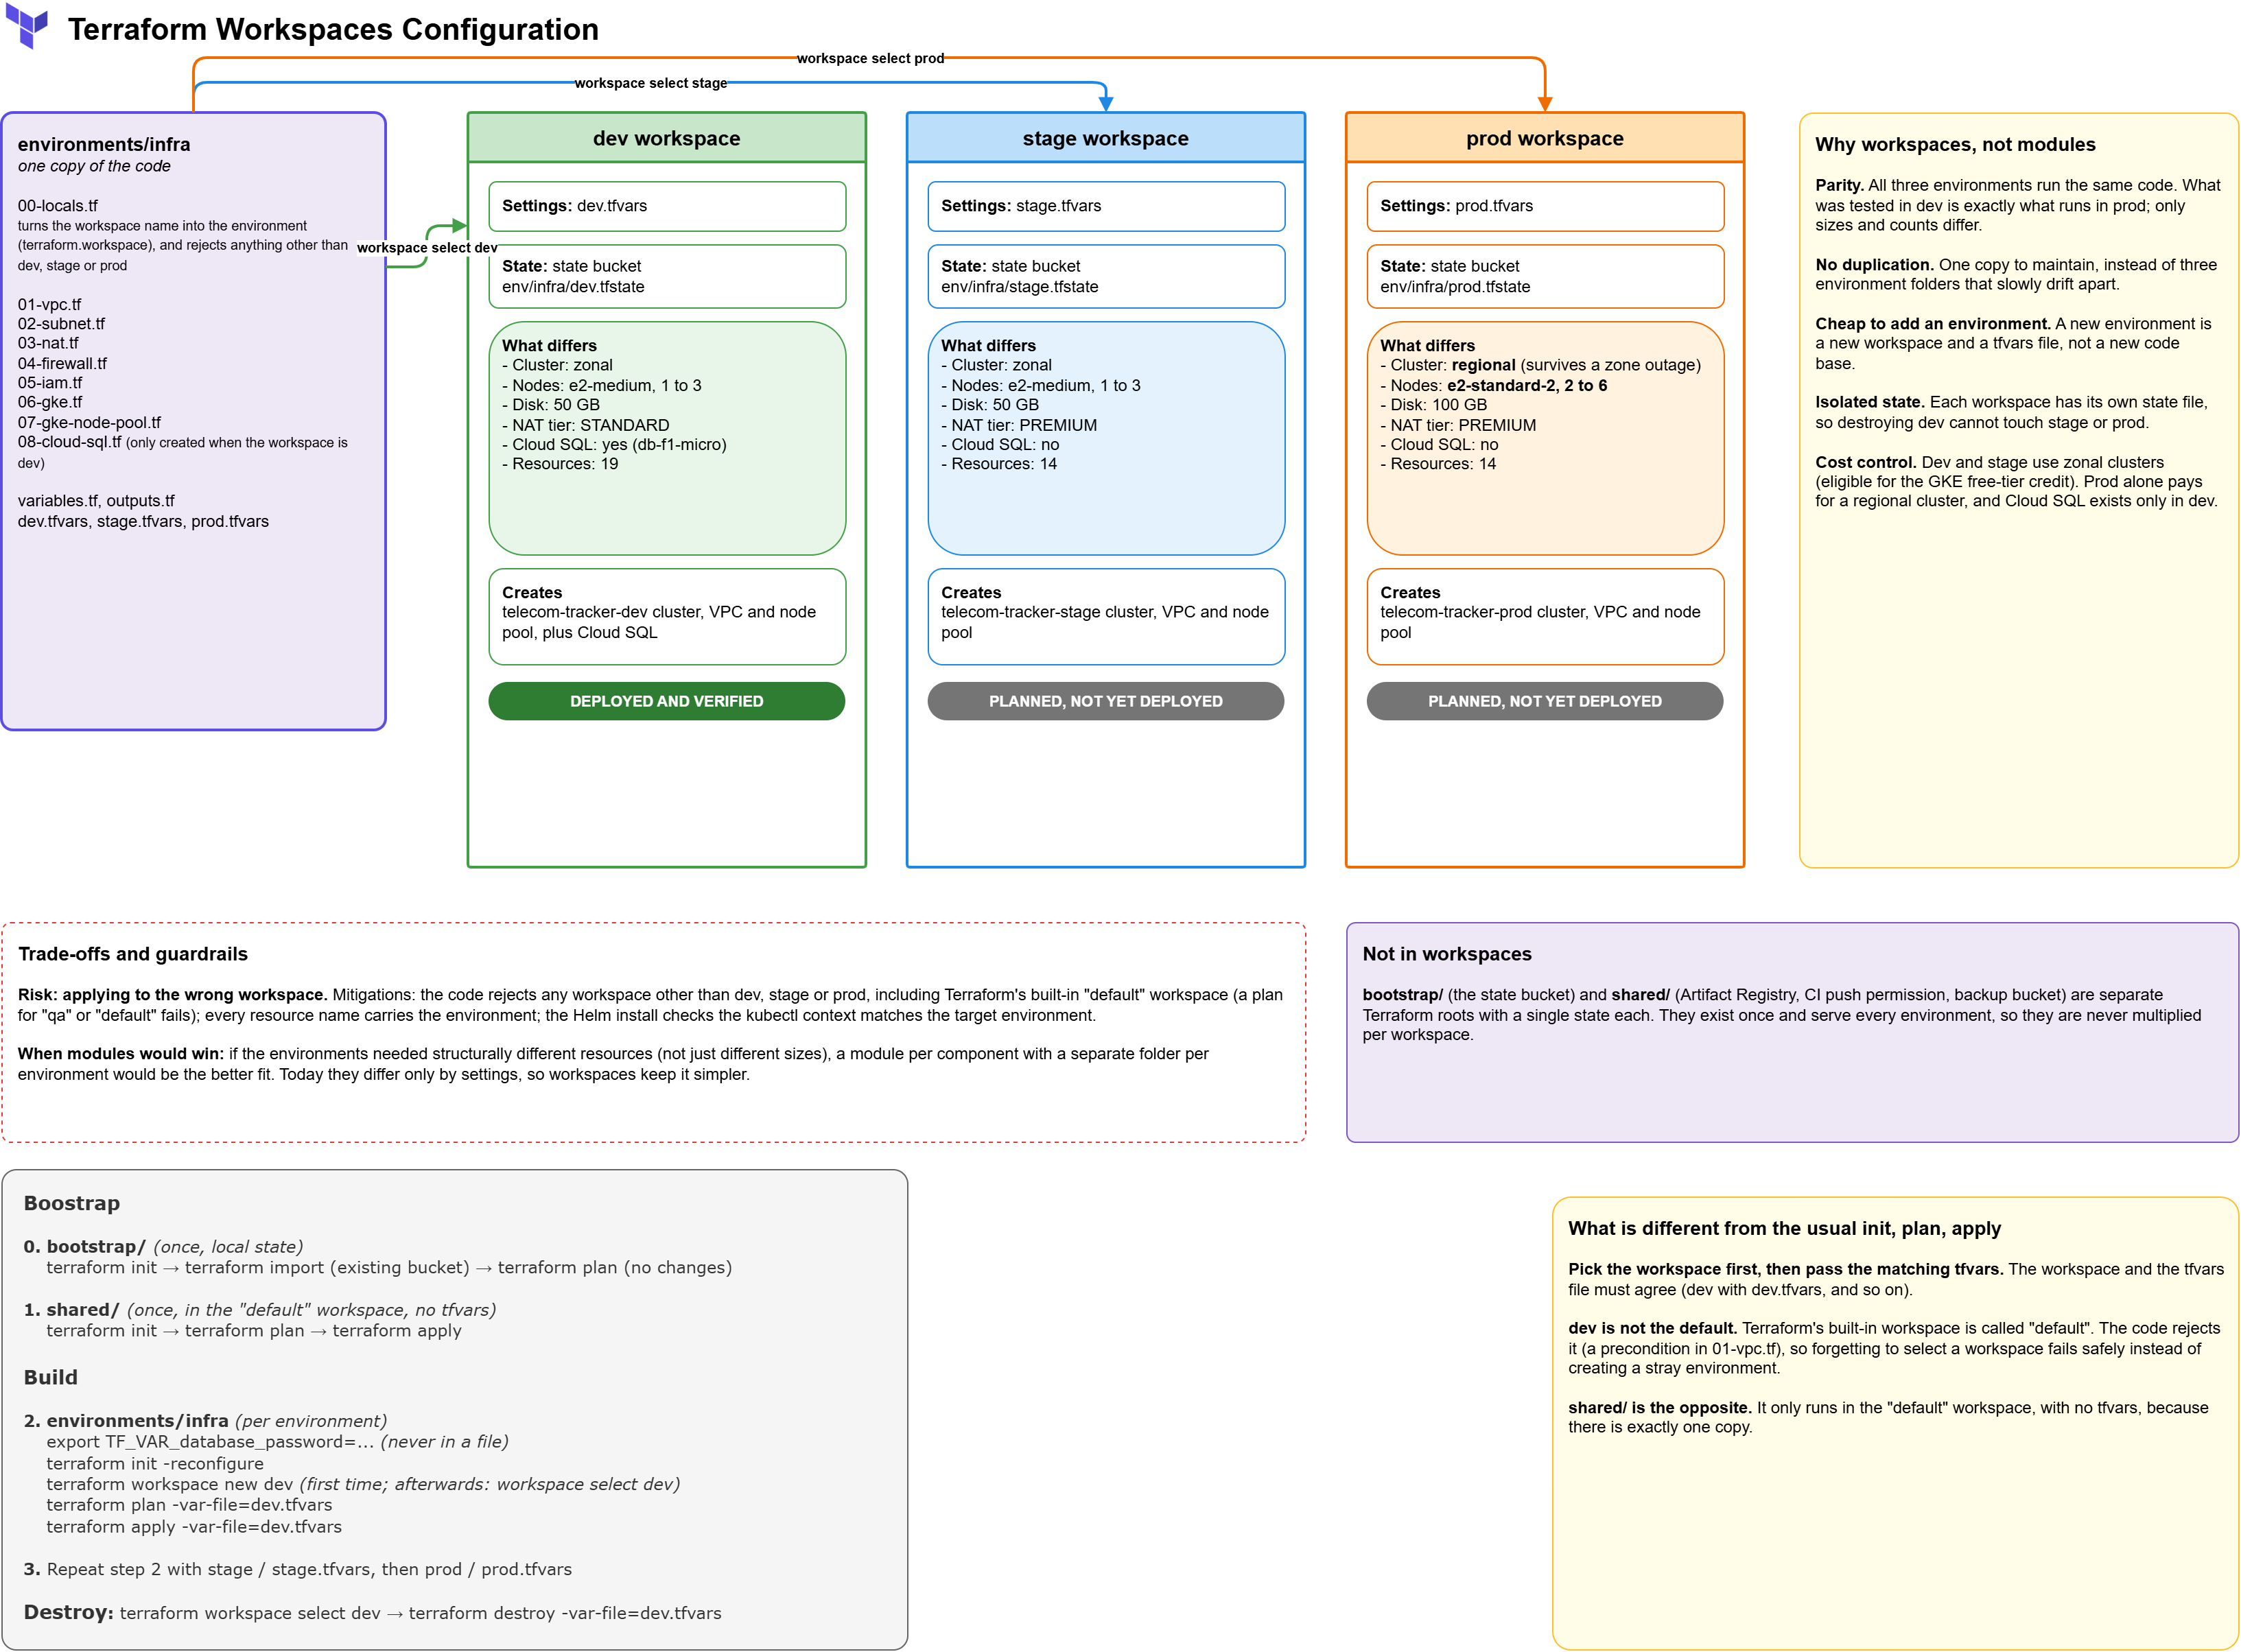 Terraform Workspaces Configuration
workspace select prod
workspace select stage
environments/infra
one copy of the code
00-locals.tf
turns the workspace name into the environment
(terraform.workspace), and rejects anything other than
dev, stage or prod
01-vpc.tf
02-subnet.tf
03-nat.tf
04-firewall.tf
05-iam.tf
06-gke.tf
07-gke-node-pool.tf
08-cloud-sql.tf (only created when the workspace is
dev)
variables.tf, outputs.tf
dev.tfvars, stage.tfvars, prod.tfvars
workspace select dev
dev workspace
Settings: dev.tfvars
State: state bucket
env/infra/dev.tfstate
What differs
- Cluster: zonal
- Nodes: e2-medium, 1 to 3
- Disk: 50 GB
- NAT tier: STANDARD
- Cloud SQL: yes (db-f1-micro)
- Resources: 19
Creates
telecom-tracker-dev cluster, VPC and node
pool, plus Cloud SQL
DEPLOYED AND VERIFIED
stage workspace
Settings: stage.tfvars
State: state bucket
env/infra/stage.tfstate
What differs
- Cluster: zonal
- Nodes: e2-medium, 1 to 3
- Disk: 50 GB
- NAT tier: PREMIUM
- Cloud SQL: no
- Resources: 14
Creates
telecom-tracker-stage cluster, VPC and node
pool
PLANNED, NOT YET DEPLOYED
prod workspace
Settings: prod.tfvars
State: state bucket
env/infra/prod.tfstate
What differs
- Cluster: regional (survives a zone outage)
- Nodes: e2-standard-2, 2 to 6
- Disk: 100 GB
- NAT tier: PREMIUM
- Cloud SQL: no
- Resources: 14
Creates
telecom-tracker-prod cluster, VPC and node
pool
PLANNED, NOT YET DEPLOYED
Why workspaces, not modules
Parity. All three environments run the same code. What
was tested in dev is exactly what runs in prod; only
sizes and counts differ.
No duplication. One copy to maintain, instead of three
environment folders that slowly drift apart.
Cheap to add an environment. A new environment is
a new workspace and a tfvars file, not a new code
base.
Isolated state. Each workspace has its own state file,
so destroying dev cannot touch stage or prod.
Cost control. Dev and stage use zonal clusters
(eligible for the GKE free-tier credit). Prod alone pays
for a regional cluster, and Cloud SQL exists only in dev.
Trade-offs and guardrails
Risk: applying to the wrong workspace. Mitigations: the code rejects any workspace other than dev, stage or prod, including Terraform's built-in "default" workspace (a plan
for "qa" or "default" fails); every resource name carries the environment; the Helm install checks the kubectl context matches the target environment.
When modules would win: if the environments needed structurally different resources (not just different sizes), a module per component with a separate folder per
environment would be the better fit. Today they differ only by settings, so workspaces keep it simpler.
Not in workspaces
bootstrap/ (the state bucket) and shared/ (Artifact Registry, CI push permission, backup bucket) are separate
Terraform roots with a single state each. They exist once and serve every environment, so they are never multiplied
per workspace.
Boostrap
0. bootstrap/ (once, local state)
terraform init → terraform import (existing bucket) → terraform plan (no changes)
1. shared/ (once, in the "default" workspace, no tfvars)
terraform init → terraform plan → terraform apply
Build
2. environments/infra (per environment)
export TF_VAR_database_password=... (never in a file)
terraform init -reconfigure
terraform workspace new dev (first time; afterwards: workspace select dev)
terraform plan -var-file=dev.tfvars
terraform apply -var-file=dev.tfvars
3. Repeat step 2 with stage / stage.tfvars, then prod / prod.tfvars
Destroy: terraform workspace select dev → terraform destroy -var-file=dev.tfvars
What is different from the usual init, plan, apply
Pick the workspace first, then pass the matching tfvars. The workspace and the tfvars
file must agree (dev with dev.tfvars, and so on).
dev is not the default. Terraform's built-in workspace is called "default". The code rejects
it (a precondition in 01-vpc.tf), so forgetting to select a workspace fails safely instead of
creating a stray environment.
shared/ is the opposite. It only runs in the "default" workspace, with no tfvars, because
there is exactly one copy.